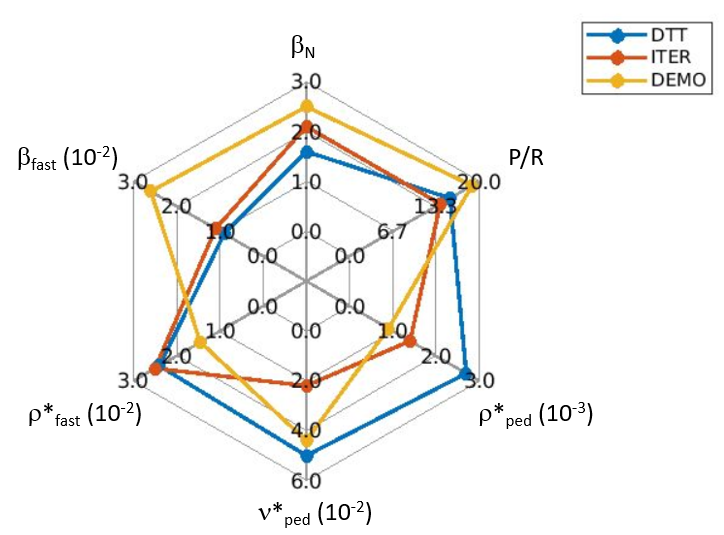 DTT
ITER
DEMO
βN
3.0
2.0
1.0
0.0
βfast (10-2)
3.0
2.0
1.0
0.0
P/R
20.0
13.3
6.7
0.0
0.0
1.0
2.0
3.0
ρ*fast (10-2)
0.0
1.0
2.0
3.0
ρ*ped (10-3)
0.0
2.0
4.0
6.0
ν*ped (10-2)